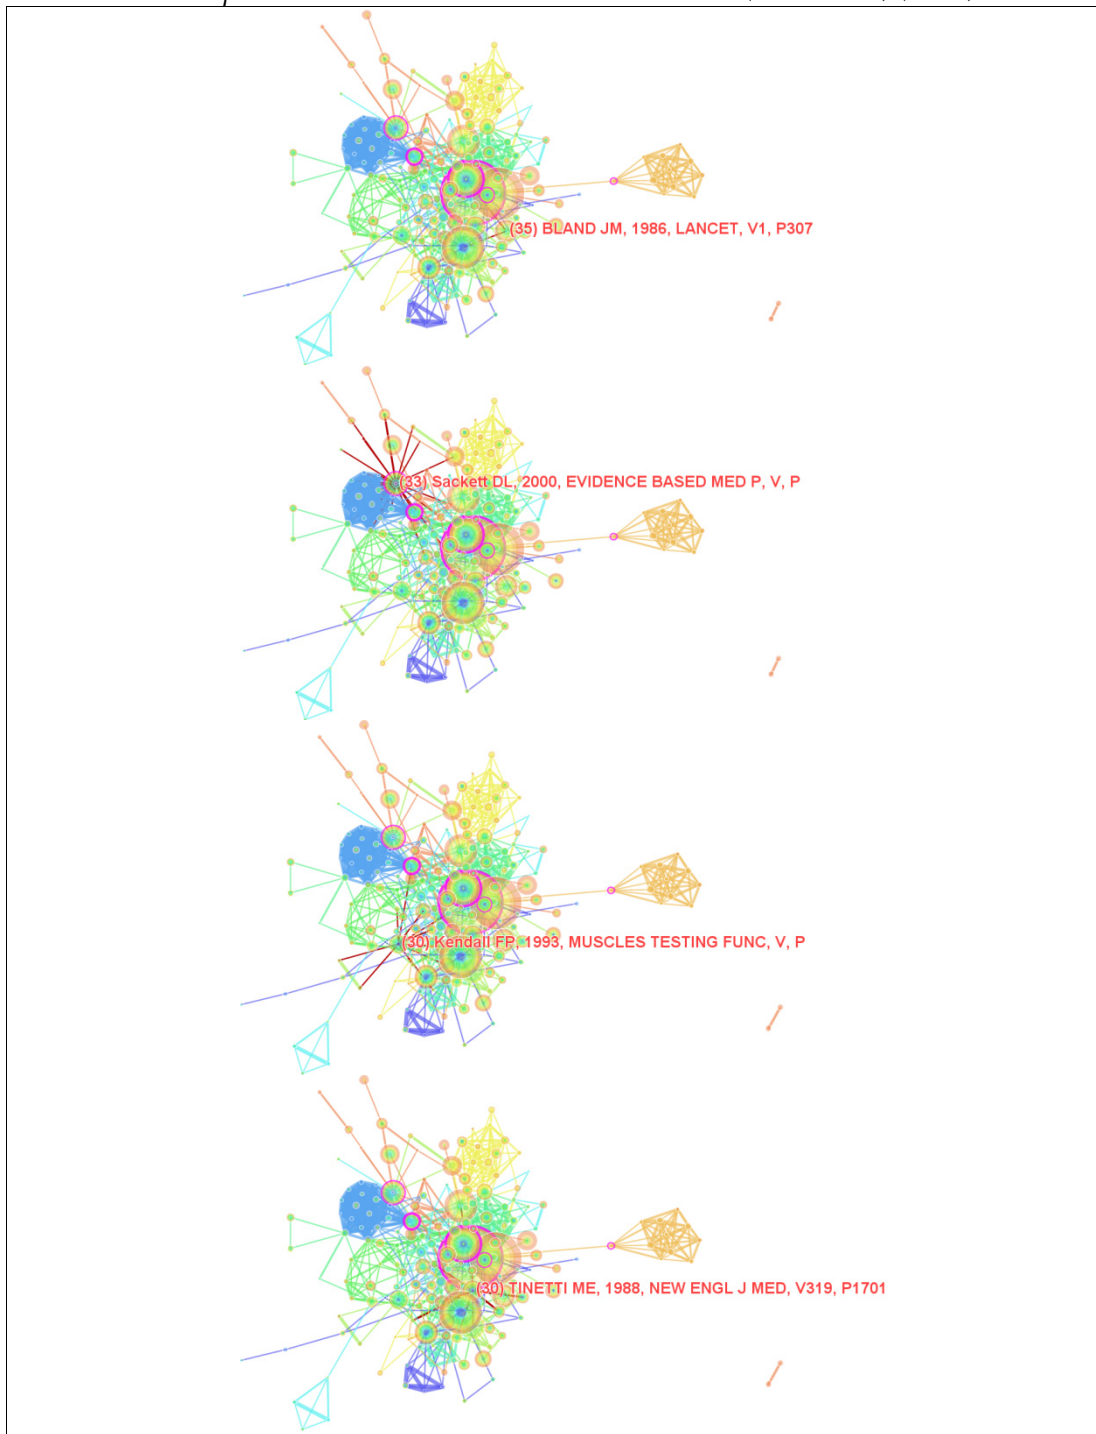 (35) BLAND JM, 1986, LANCET, V1, P307
(33) Sackett DL, 2000, EVIDENCE BASED MED P, V, P
(30) Kendall FP, 1993, MUSCLES TESTING FUNC, V, P
(30) TINETTI ME, 1988, NEW ENGL J MED, V319, P1701